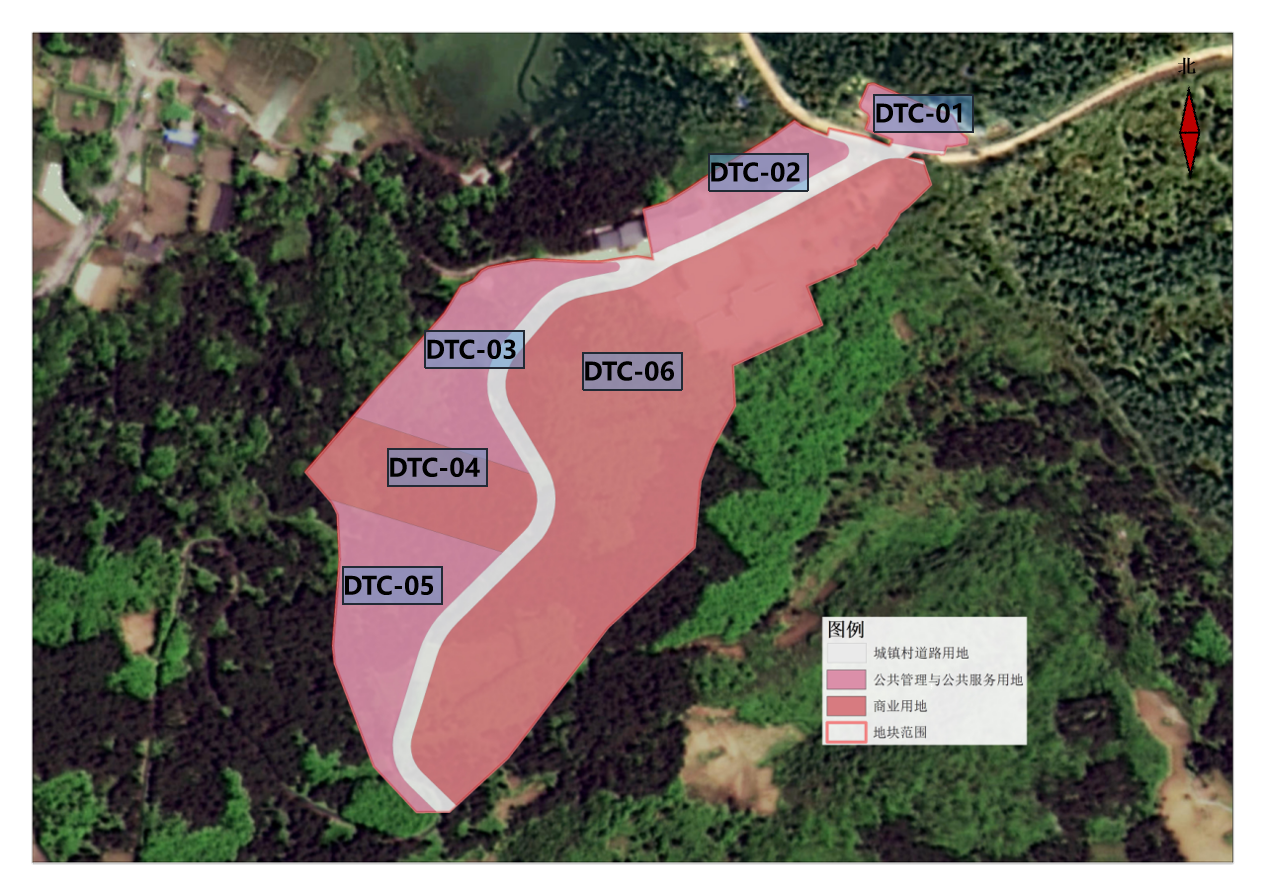 北
DTC-01
DTC-02
DTC-03
DTC-06
DTC-04
DTC-05
图例
城镇村道路用地
公共管理与公共服务用地
商业用地
地块范围